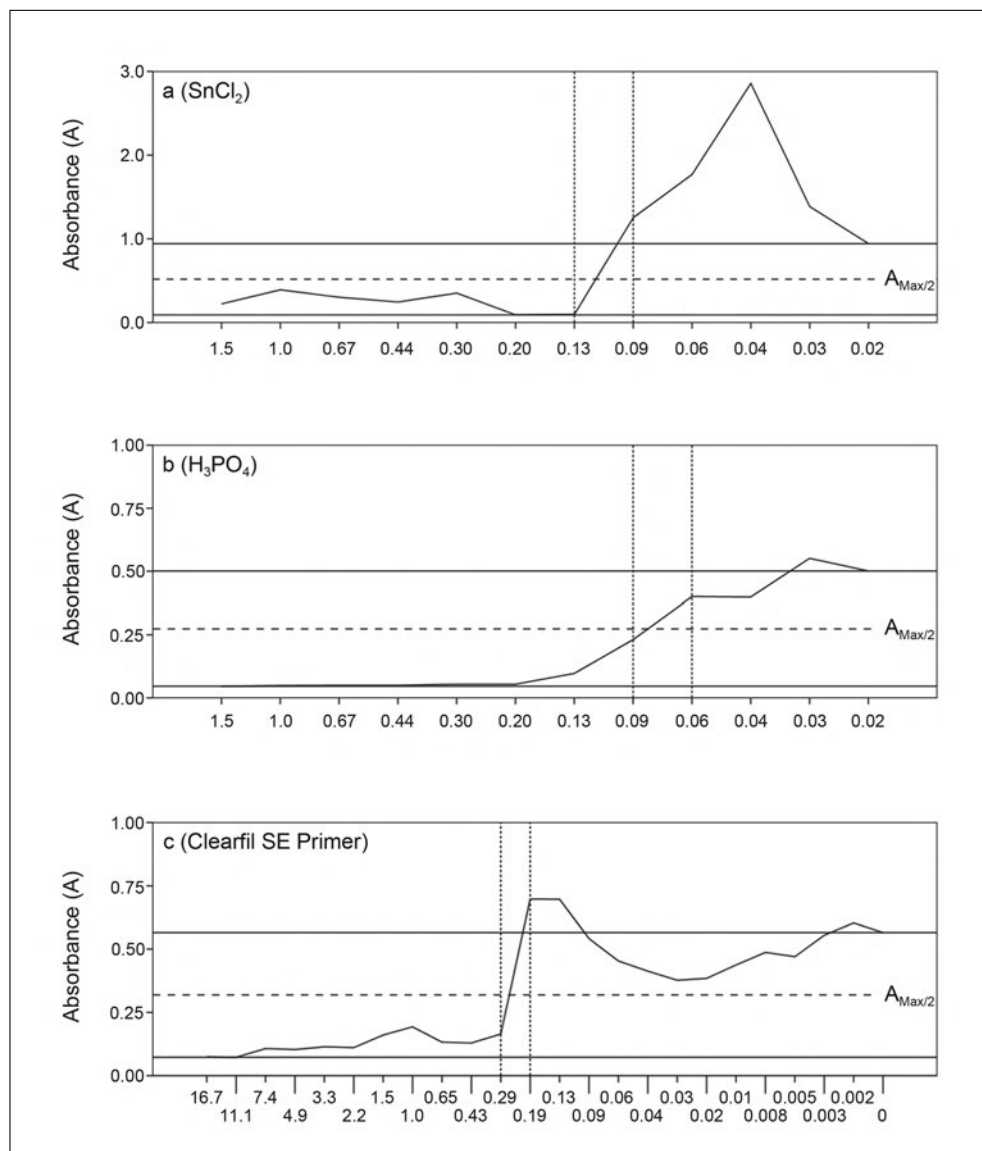 a (SnCl₂)
Absorbance (A)
3.0
2.0
1.0
0.0
A_Max/2
1.5 1.0 0.67 0.44 0.30 0.20 0.13 0.09 0.06 0.04 0.03 0.02
b (H₃PO₄)
Absorbance (A)
1.00
0.75
0.50
0.25
0.00
A_Max/2
1.5 1.0 0.67 0.44 0.30 0.20 0.13 0.09 0.06 0.04 0.03 0.02
c (Clearfil SE Primer)
Absorbance (A)
1.00
0.75
0.50
0.25
0.00
A_Max/2
16.7 7.4 3.3 1.5 0.65 0.29 0.13 0.06 0.03 0.01 0.005 0.002
11.1 4.9 2.2 1.0 0.43 0.19 0.09 0.04 0.02 0.008 0.003 0